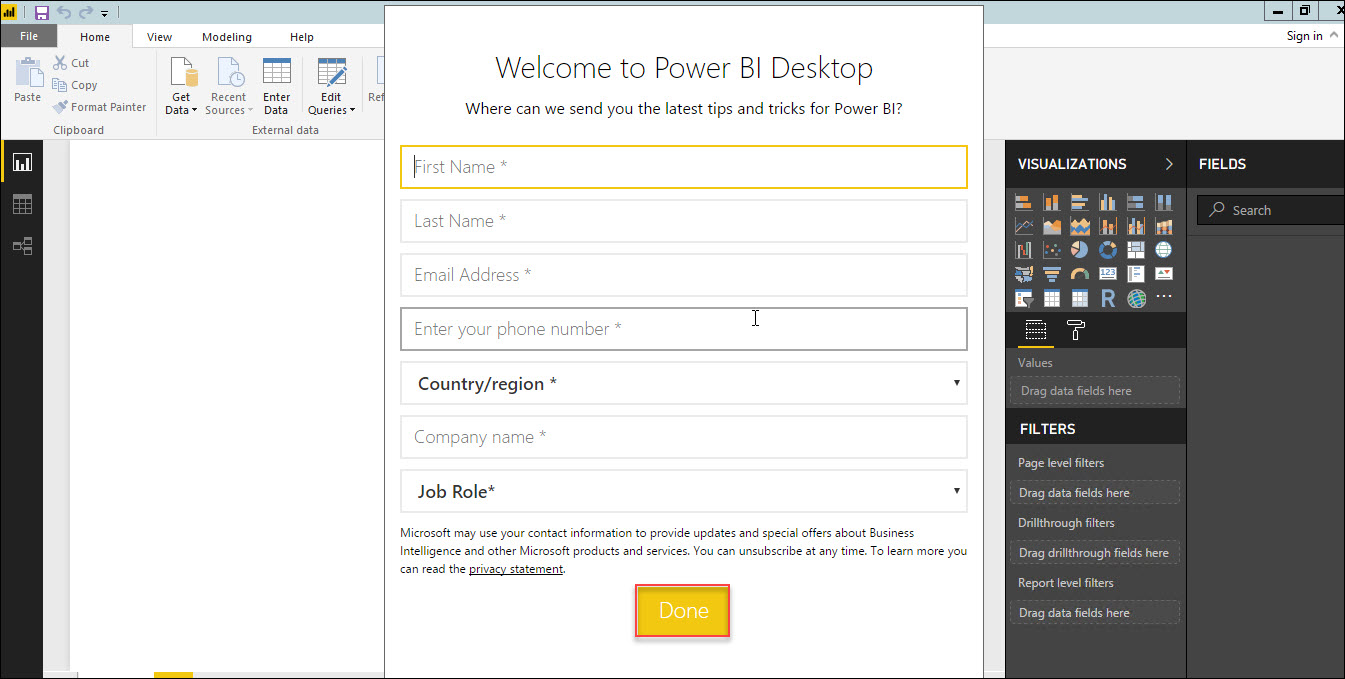 File
Home
View
Modeling
Help
Sign in
Paste
Cut
Copy
Format Painter
Clipboard
Get Data
Recent Sources
Enter Data
Edit Queries
External data
Welcome to Power BI Desktop
Where can we send you the latest tips and tricks for Power BI?
First Name *
Last Name *
Email Address *
Enter your phone number *
Country/region *
Company name *
Job Role*
Microsoft may use your contact information to provide updates and special offers about Business
Intelligence and other Microsoft products and services. You can unsubscribe at any time. To learn more you
can read the privacy statement.
Done
VISUALIZATIONS
123
R
Values
Drag data fields here
FILTERS
Page level filters
Drag data fields here
Drillthrough filters
Drag drillthrough fields here
Report level filters
Drag data fields here
FIELDS
Search